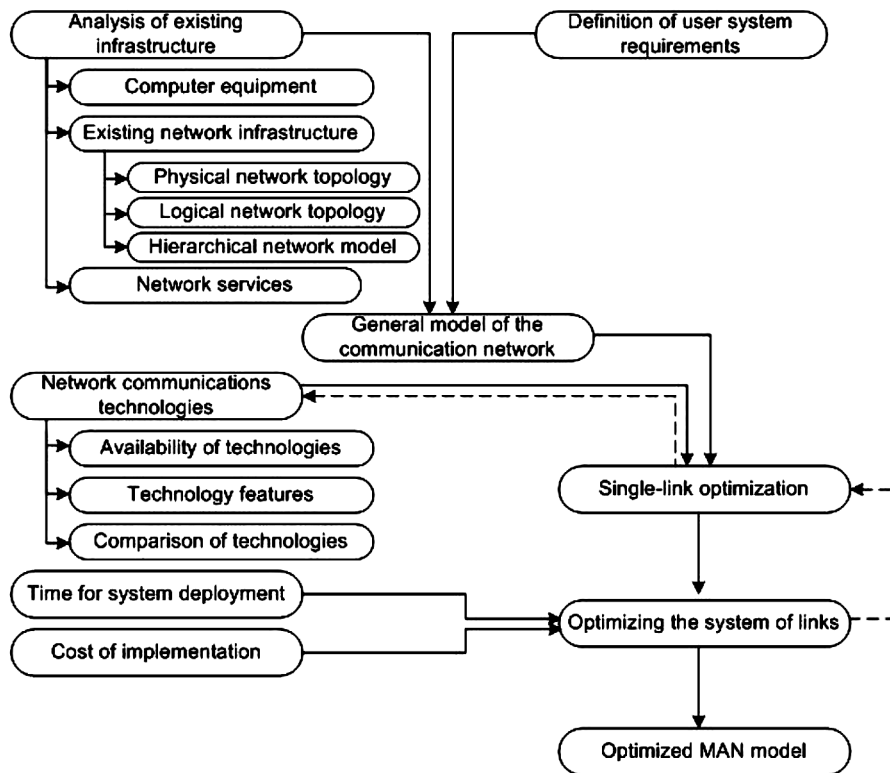 Analysis of existing
infrastructure
Definition of user system
requirements
Computer equipment
Existing network infrastructure
Physical network topology
Logical network topology
Hierarchical network model
Network services
General model of the
communication network
Network communications
technologies
Availability of technologies
Technology features
Comparison of technologies
Single-link optimization
Time for system deployment
Cost of implementation
Optimizing the system of links
Optimized MAN model